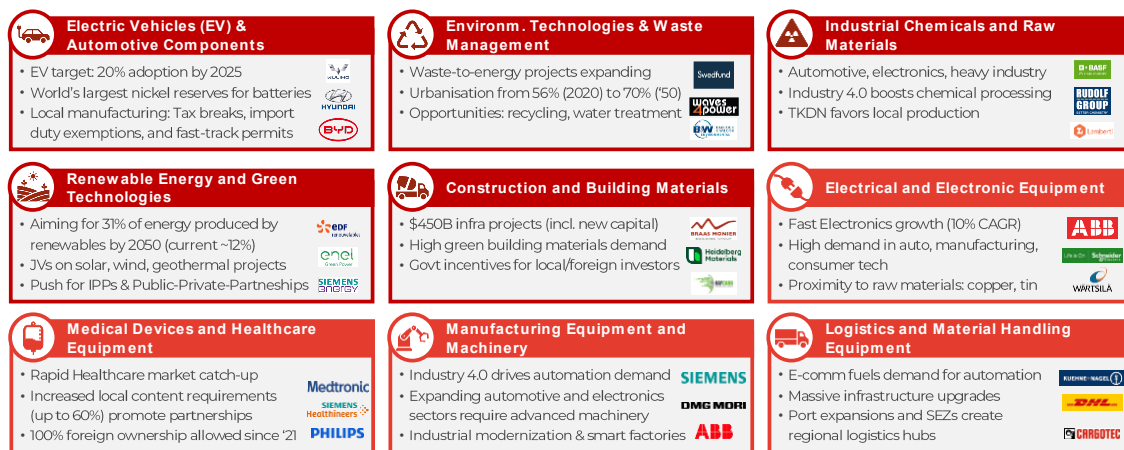 Electric Vehicles (EV) &
Automotive Components
• EV target: 20% adoption by 2025
• World's largest nickel reserves for batteries
• Local manufacturing: Tax breaks, import
duty exemptions, and fast-track permits
WULING
HYUNDAI
BYD
Environm. Technologies & Waste
Management
• Waste-to-energy projects expanding
• Urbanisation from 56% (2020) to 70% ('50)
• Opportunities: recycling, water treatment
Swedfund
waves
4power
Industrial Chemicals and Raw
Materials
• Automotive, electronics, heavy industry
• Industry 4.0 boosts chemical processing
• TKDN favors local production
BASF
RUDOLF
GROUP
Lamberti
Renewable Energy and Green
Technologies
• Aiming for 31% of energy produced by
renewables by 2050 (current ~12%)
• JVs on solar, wind, geothermal projects
• Push for IPPs & Public-Private-Partneships
edf
renewables
enel
Green Power
SIEMENS
energy
Construction and Building Materials
• $450B infra projects (incl. new capital)
• High green building materials demand
• Govt incentives for local/foreign investors
BRAAS MONIER
BUILDING GROUP
Heidelberg
Materials
Electrical and Electronic Equipment
• Fast Electronics growth (10% CAGR)
• High demand in auto, manufacturing,
consumer tech
• Proximity to raw materials: copper, tin
ABB
Life Is On Schneider
WÄRTSILÄ
Medical Devices and Healthcare
Equipment
• Rapid Healthcare market catch-up
• Increased local content requirements
(up to 60%) promote partnerships
• 100% foreign ownership allowed since '21
Medtronic
SIEMENS
Healthineers
PHILIPS
Manufacturing Equipment and
Machinery
• Industry 4.0 drives automation demand
• Expanding automotive and electronics
sectors require advanced machinery
• Industrial modernization & smart factories
SIEMENS
DMG MORI
ABB
Logistics and Material Handling
Equipment
• E-comm fuels demand for automation
• Massive infrastructure upgrades
• Port expansions and SEZs create
regional logistics hubs
KUEHNE+NAGEL
DHL
CARGOTEC